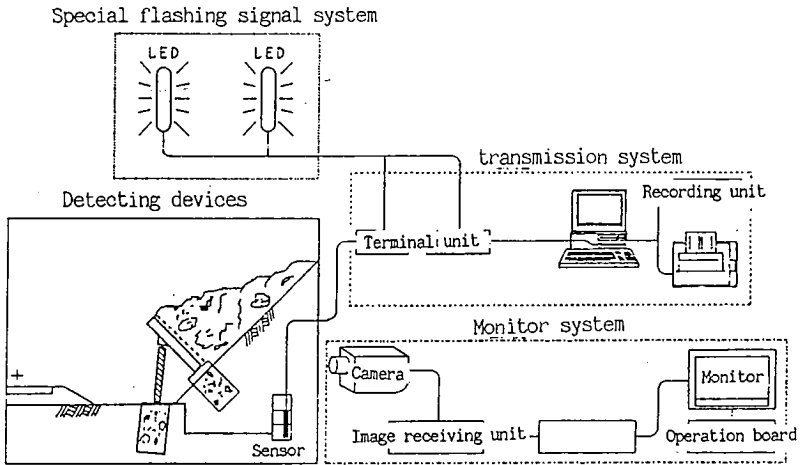 Special flashing signal system
LED LED
transmission system
Recording unit
Detecting devices
Terminal unit
Monitor system
+
Camera
Monitor
Image receiving unit
Operation board
Sensor